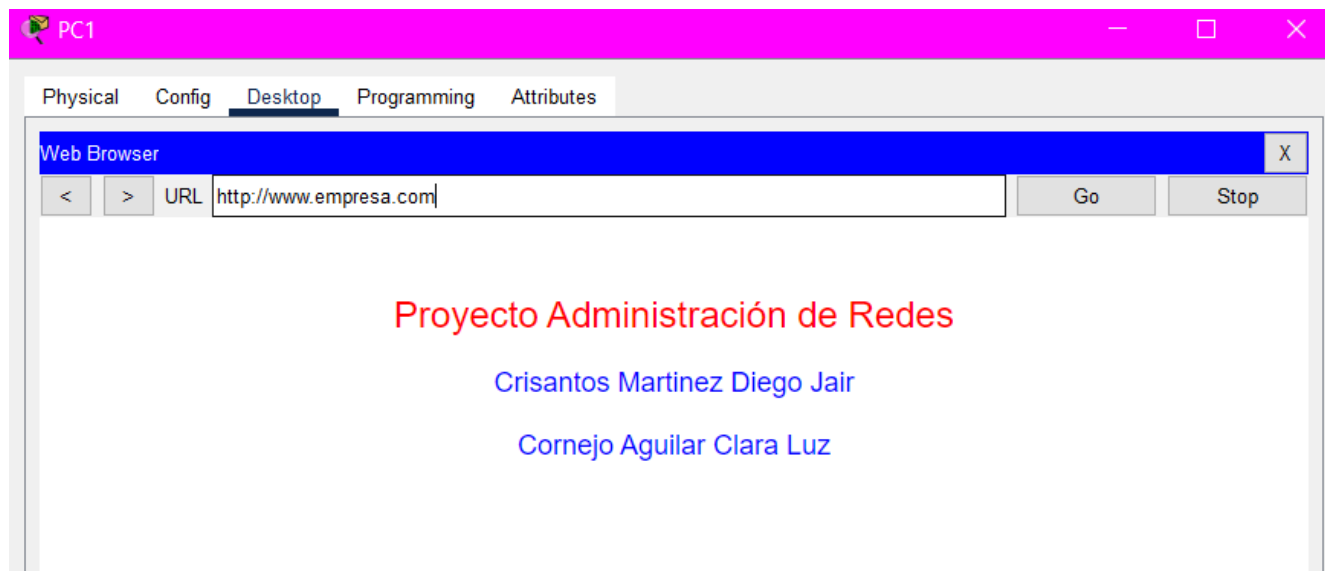 PC1
Physical Config Desktop Programming Attributes
Web Browser X
< > URL http://www.empresa.com Go Stop
Proyecto Administración de Redes
Crisantos Martinez Diego Jair
Cornejo Aguilar Clara Luz